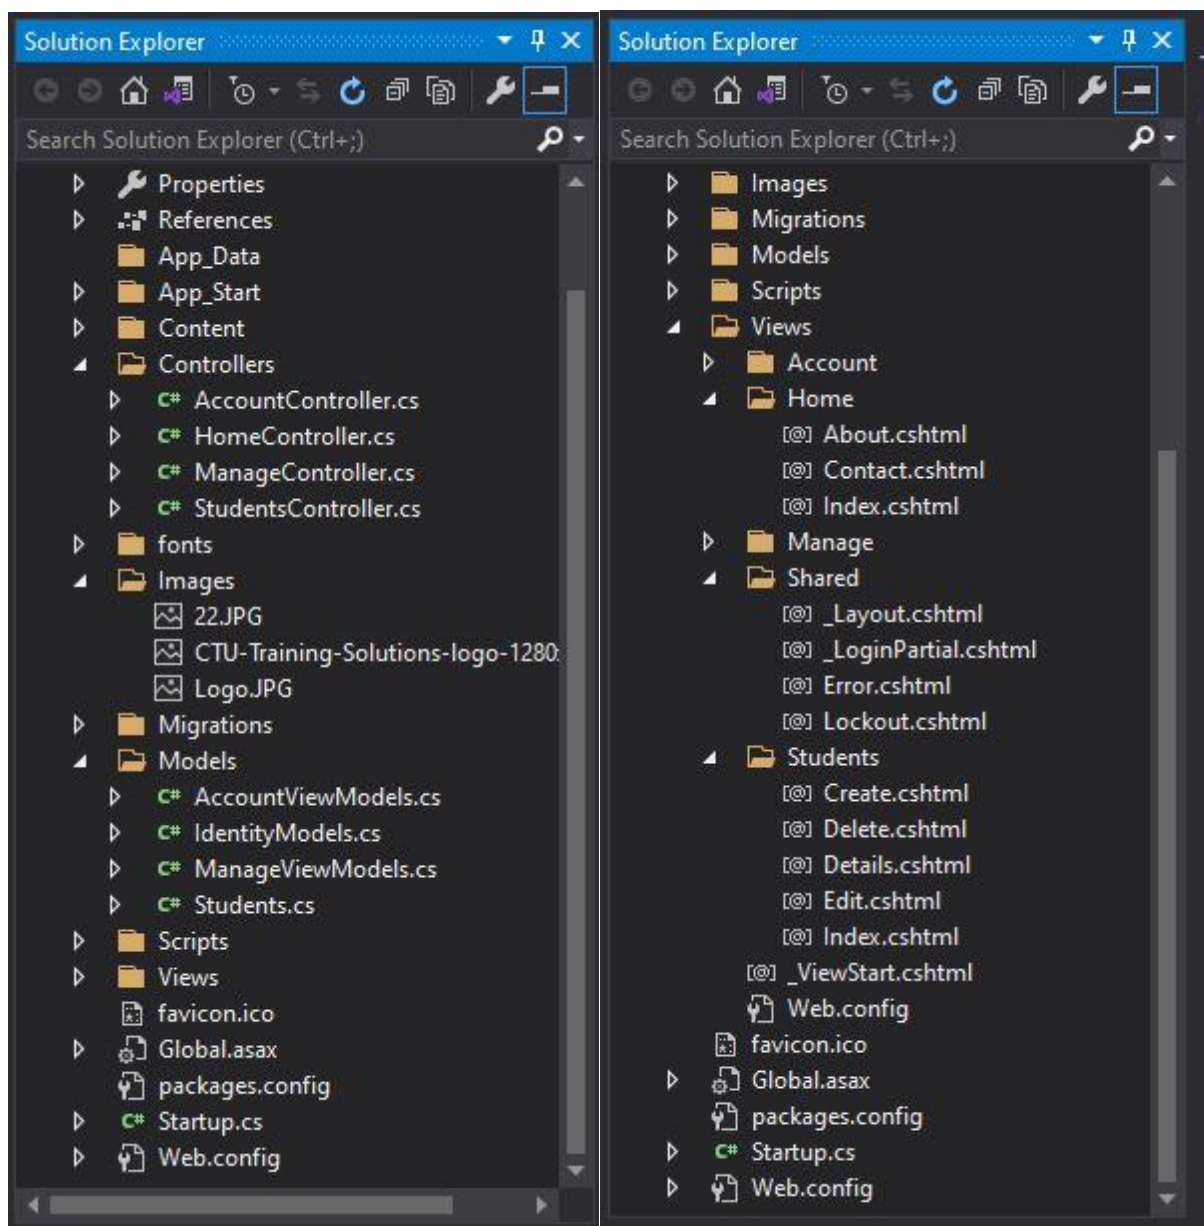 Solution Explorer
Search Solution Explorer (Ctrl+;)
Properties
References
App_Data
App_Start
Content
Controllers
C# AccountController.cs
C# HomeController.cs
C# ManageController.cs
C# StudentsController.cs
fonts
Images
22.JPG
CTU-Training-Solutions-logo-1280
Logo.JPG
Migrations
Models
C# AccountViewModels.cs
C# IdentityModels.cs
C# ManageViewModels.cs
C# Students.cs
Scripts
Views
favicon.ico
Global.asax
packages.config
C# Startup.cs
Web.config
Solution Explorer
Search Solution Explorer (Ctrl+;)
Images
Migrations
Models
Scripts
Views
Account
Home
[@] About.cshtml
[@] Contact.cshtml
[@] Index.cshtml
Manage
Shared
[@] _Layout.cshtml
[@] _LoginPartial.cshtml
[@] Error.cshtml
[@] Lockout.cshtml
Students
[@] Create.cshtml
[@] Delete.cshtml
[@] Details.cshtml
[@] Edit.cshtml
[@] Index.cshtml
[@] _ViewStart.cshtml
Web.config
favicon.ico
Global.asax
packages.config
C# Startup.cs
Web.config